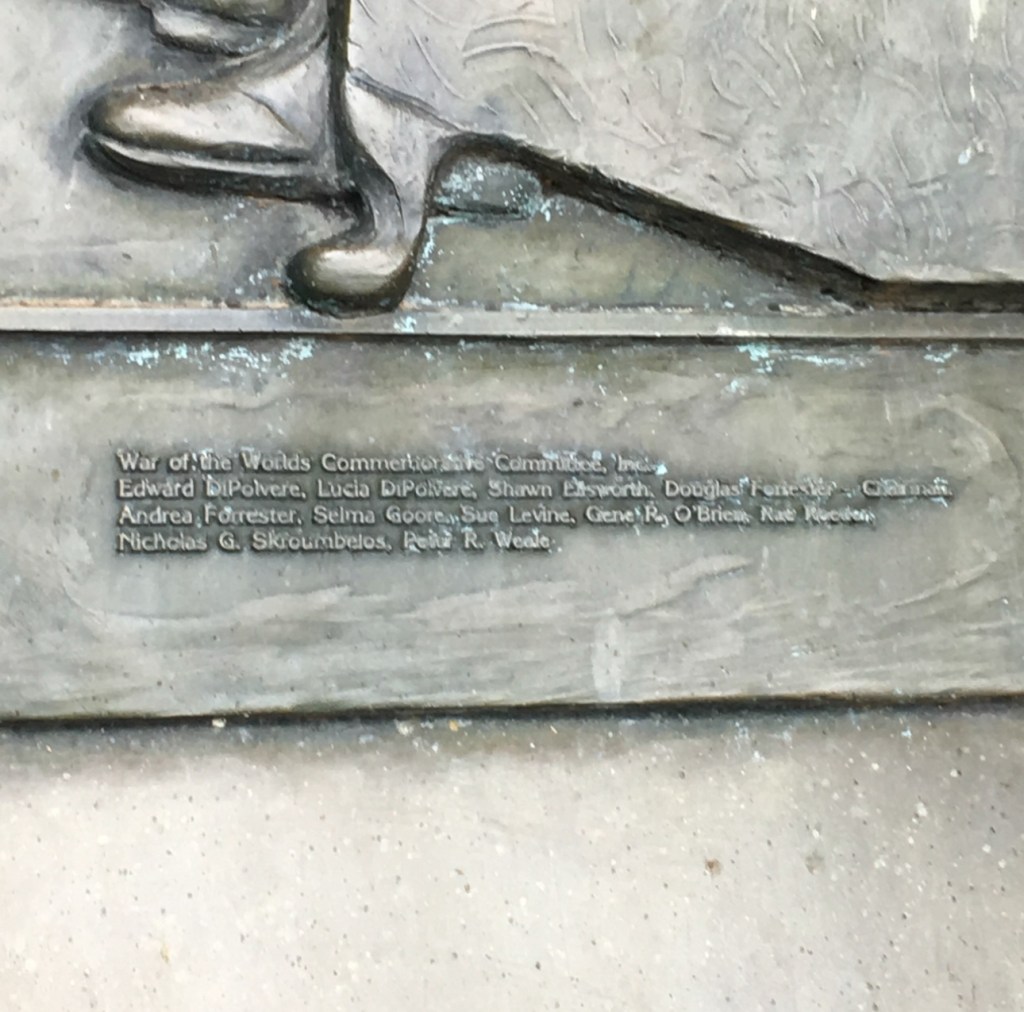 War of the Worlds Commemorative Committee, Inc.
Edward DiPolvere, Lucia DiPolvere, Shawn Ellsworth, Douglas Forrester - Chairman,
Andrea Forrester, Selma Goore, Sue Levine, Gene R. O'Brien, Rae Roeder,
Nicholas G. Skroumbelos, Peter R. Weale